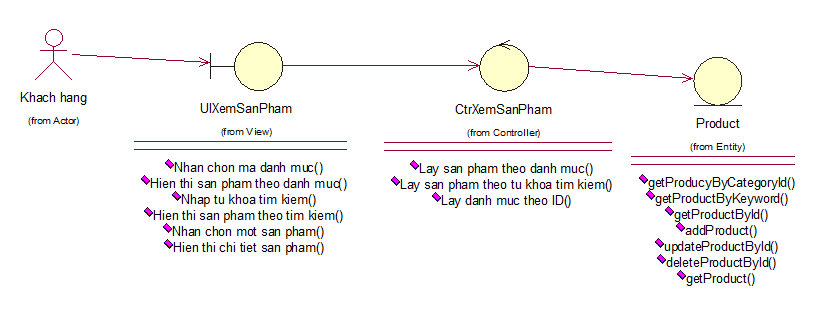 Khach hang
(from Actor)
UIXemSanPham
(from View)
Nhan chon ma danh muc()
Hien thi san pham theo danh muc()
Nhap tu khoa tim kiem()
Hien thi san pham theo tim kiem()
Nhan chon mot san pham()
Hien thi chi tiet san pham()
CtrXemSanPham
(from Controller)
Lay san pham theo danh muc()
Lay san pham theo tu khoa tim kiem()
Lay danh muc theo ID()
Product
(from Entity)
getProducyByCategoryId()
getProductByKeyword()
getProductById()
addProduct()
updateProductById()
deleteProductById()
getProduct()